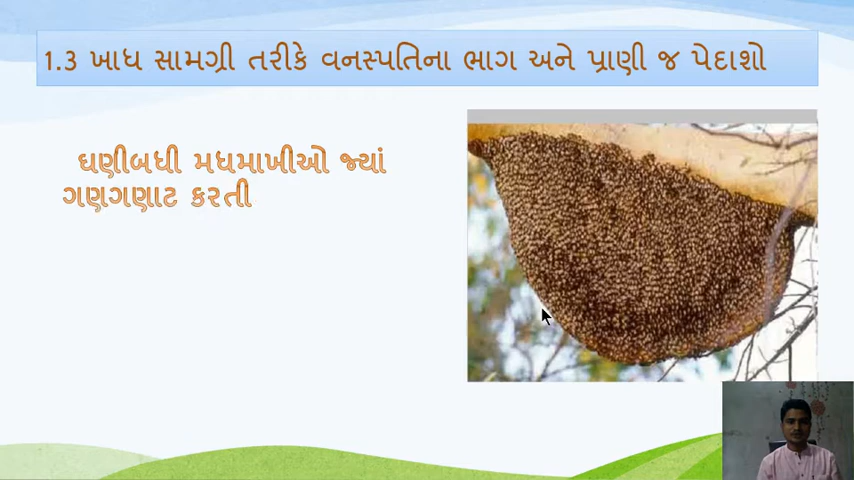 1.3 ખાધ સામગ્રી તરીકે વનસ્પતિના ભાગ અને પ્રાણી જ પેદાશો
ઘણીબધી મધમાખીઓ જ્યાં
ગણગણાટ કરતી